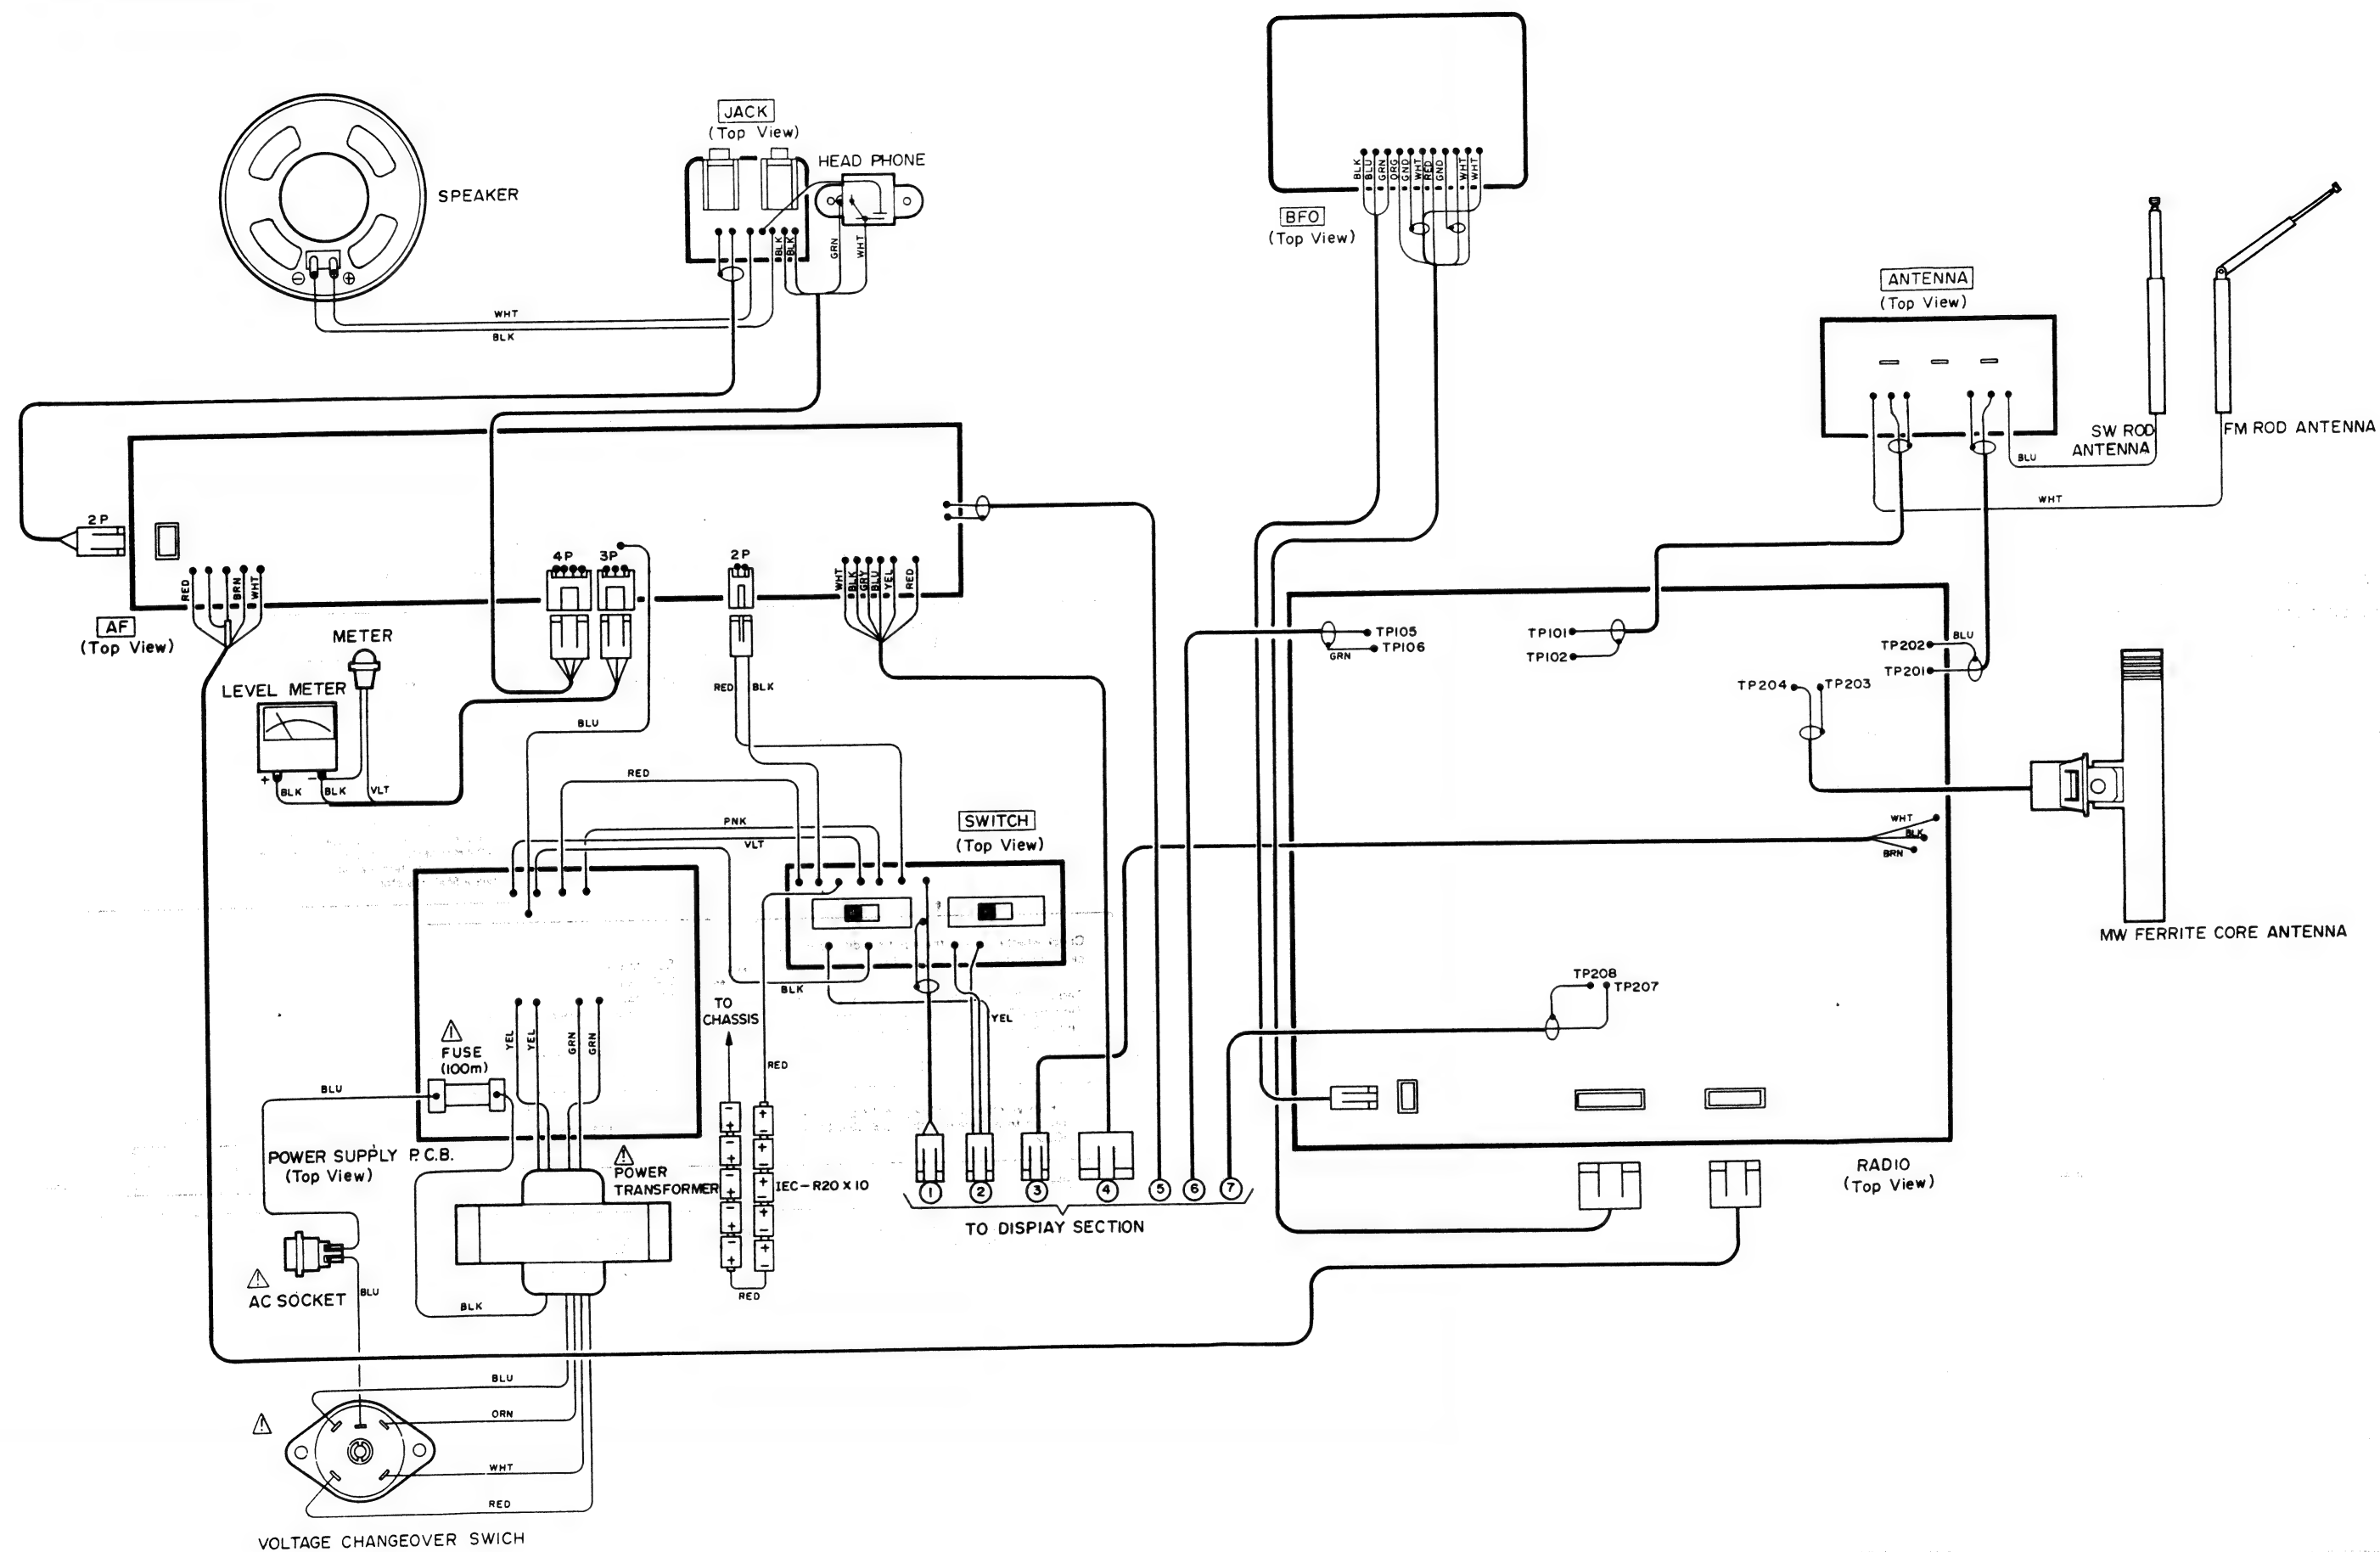 JACK
(Top View)
HEAD PHONE
SPEAKER
⊖
⊕
BLK
BLK
GRN
WHT
WHT
BLK
BLK
BLU
GRN
ORG
GND
WHT
RED
GND
WHT
WHT
BFO
(Top View)
ANTENNA
(Top View)
SW ROD
ANTENNA
FM ROD ANTENNA
BLU
WHT
2P
4P
3P
2P
RED
BRN
WHT
WHT
BLK
GRY
BLU
YEL
RED
AF
(Top View)
METER
LEVEL METER
+
−
BLK
BLK
VLT
RED
BLK
BLU
RED
PNK
VLT
SWITCH
(Top View)
TP105
TP106
GRN
TP101
TP102
TP202
BLU
TP201
TP204
TP203
WHT
BLK
BRN
MW FERRITE CORE ANTENNA
TP208
TP207
BLK
YEL
TO
CHASSIS
RED
YEL
YEL
GRN
GRN
FUSE
(100m)
BLU
POWER SUPPLY P.C.B.
(Top View)
POWER
TRANSFORMER
IEC-R20 X 10
RED
1
2
3
4
5
6
7
TO DISPIAY SECTION
RADIO
(Top View)
AC SOCKET
BLU
BLK
BLU
ORN
WHT
RED
VOLTAGE CHANGEOVER SWICH